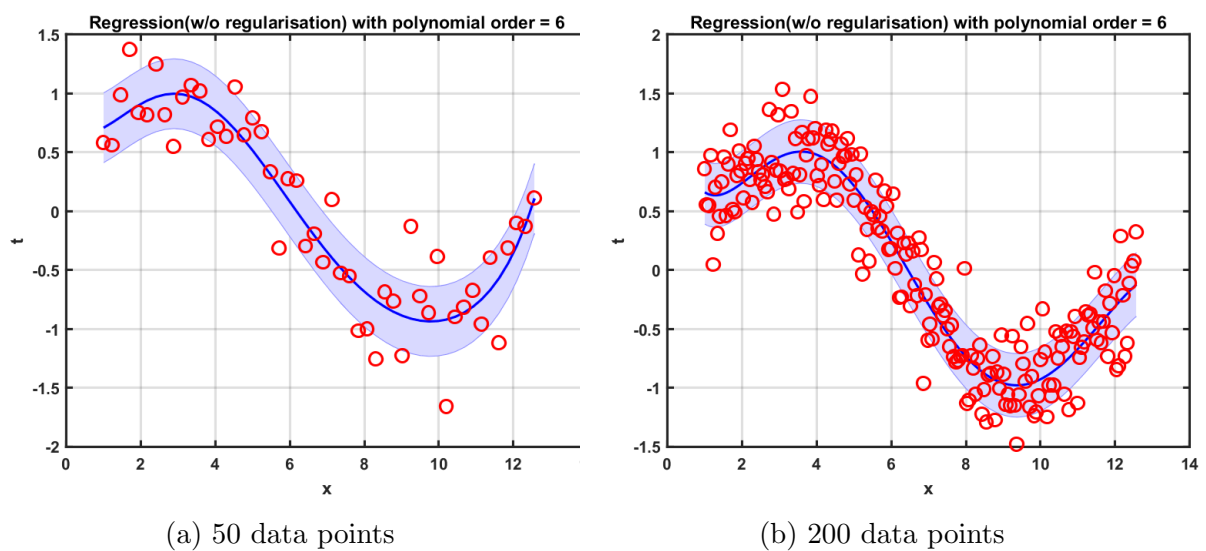 Regression(w/o regularisation) with polynomial order = 6
1.5
1
0.5
0
-0.5
-1
-1.5
-2
t
0 2 4 6 8 10 12
x
(a) 50 data points
Regression(w/o regularisation) with polynomial order = 6
2
1.5
1
0.5
0
-0.5
-1
-1.5
t
0 2 4 6 8 10 12 14
x
(b) 200 data points